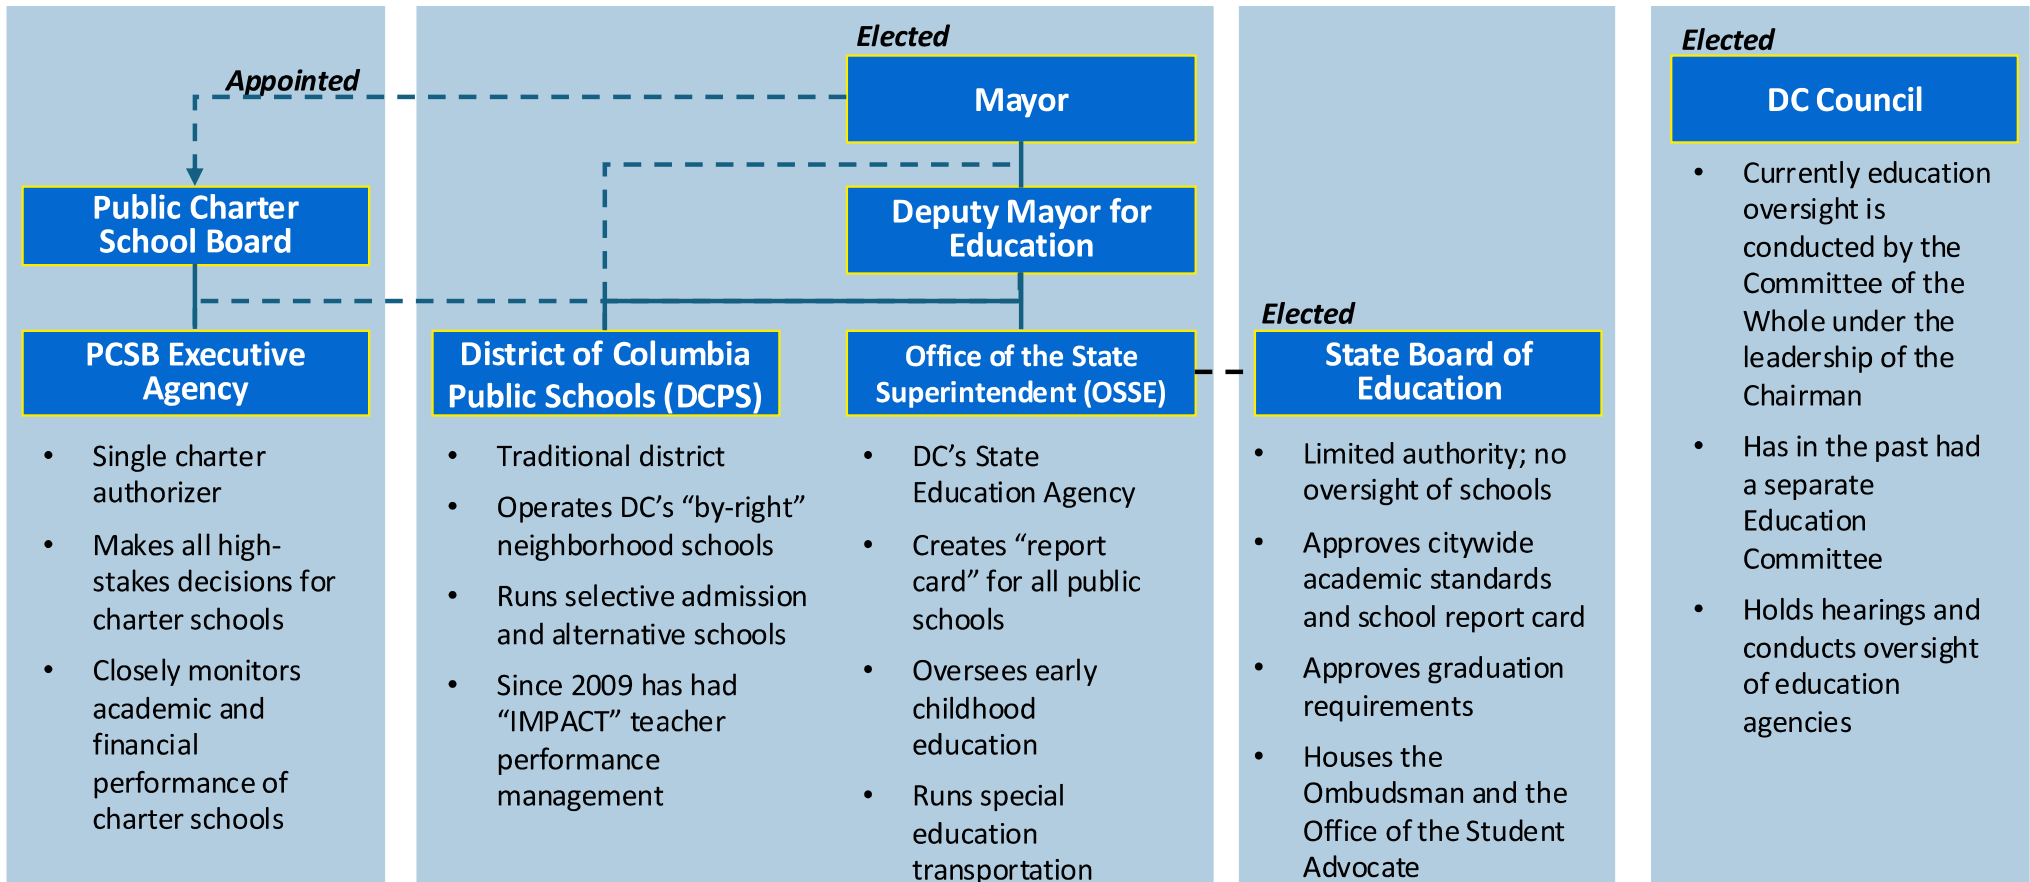 Appointed
Public Charter
School Board
PCSB Executive
Agency
• Single charter
authorizer
• Makes all high-
stakes decisions for
charter schools
• Closely monitors
academic and
financial
performance of
charter schools
Elected
Mayor
Deputy Mayor for
Education
District of Columbia
Public Schools (DCPS)
• Traditional district
• Operates DC’s “by-right”
neighborhood schools
• Runs selective admission
and alternative schools
• Since 2009 has had
“IMPACT” teacher
performance
management
Office of the State
Superintendent (OSSE)
• DC’s State
Education Agency
• Creates “report
card” for all public
schools
• Oversees early
childhood
education
• Runs special
education
transportation
Elected
State Board of
Education
• Limited authority; no
oversight of schools
• Approves citywide
academic standards
and school report card
• Approves graduation
requirements
• Houses the
Ombudsman and the
Office of the Student
Advocate
Elected
DC Council
• Currently education
oversight is
conducted by the
Committee of the
Whole under the
leadership of the
Chairman
• Has in the past had
a separate
Education
Committee
• Holds hearings and
conducts oversight
of education
agencies